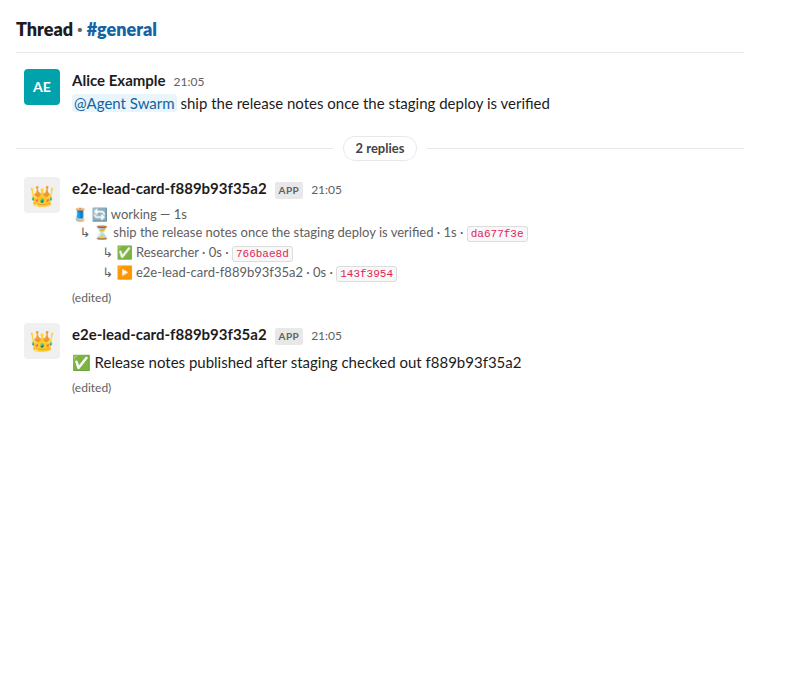 Thread • #general
AE
Alice Example 21:05
@Agent Swarm ship the release notes once the staging deploy is verified
2 replies
e2e-lead-card-f889b93f35a2 APP 21:05
🧵 🔄 working — 1s
↳ ⏳ ship the release notes once the staging deploy is verified · 1s · da677f3e
↳ ✅ Researcher · 0s · 766bae8d
↳ ▶️ e2e-lead-card-f889b93f35a2 · 0s · 143f3954
(edited)
e2e-lead-card-f889b93f35a2 APP 21:05
✅ Release notes published after staging checked out f889b93f35a2
(edited)